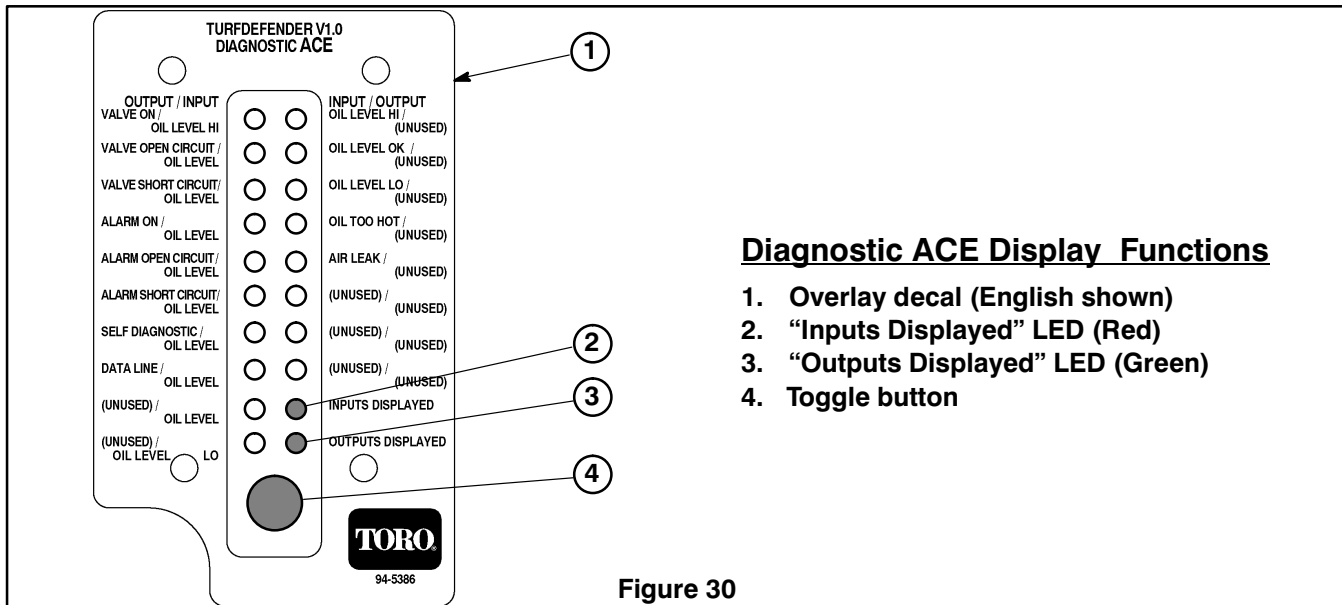 TURFDEFENDER V1.0
DIAGNOSTIC ACE
OUTPUT / INPUT
VALVE ON /
OIL LEVEL HI
VALVE OPEN CIRCUIT /
OIL LEVEL
VALVE SHORT CIRCUIT/
OIL LEVEL
ALARM ON /
OIL LEVEL
ALARM OPEN CIRCUIT/
OIL LEVEL
ALARM SHORT CIRCUIT/
OIL LEVEL
SELF DIAGNOSTIC /
OIL LEVEL
DATA LINE /
OIL LEVEL
(UNUSED) /
OIL LEVEL
(UNUSED) /
OIL LEVEL LO
INPUT / OUTPUT
OIL LEVEL HI /
(UNUSED)
OIL LEVEL OK /
(UNUSED)
OIL LEVEL LO /
(UNUSED)
OIL TOO HOT /
(UNUSED)
AIR LEAK /
(UNUSED)
(UNUSED) /
(UNUSED)
(UNUSED) /
(UNUSED)
(UNUSED) /
(UNUSED)
INPUTS DISPLAYED
OUTPUTS DISPLAYED
TORO
94-5386
1
2
3
4
Diagnostic ACE Display Functions
1. Overlay decal (English shown)
2. “Inputs Displayed” LED (Red)
3. “Outputs Displayed” LED (Green)
4. Toggle button
Figure 30